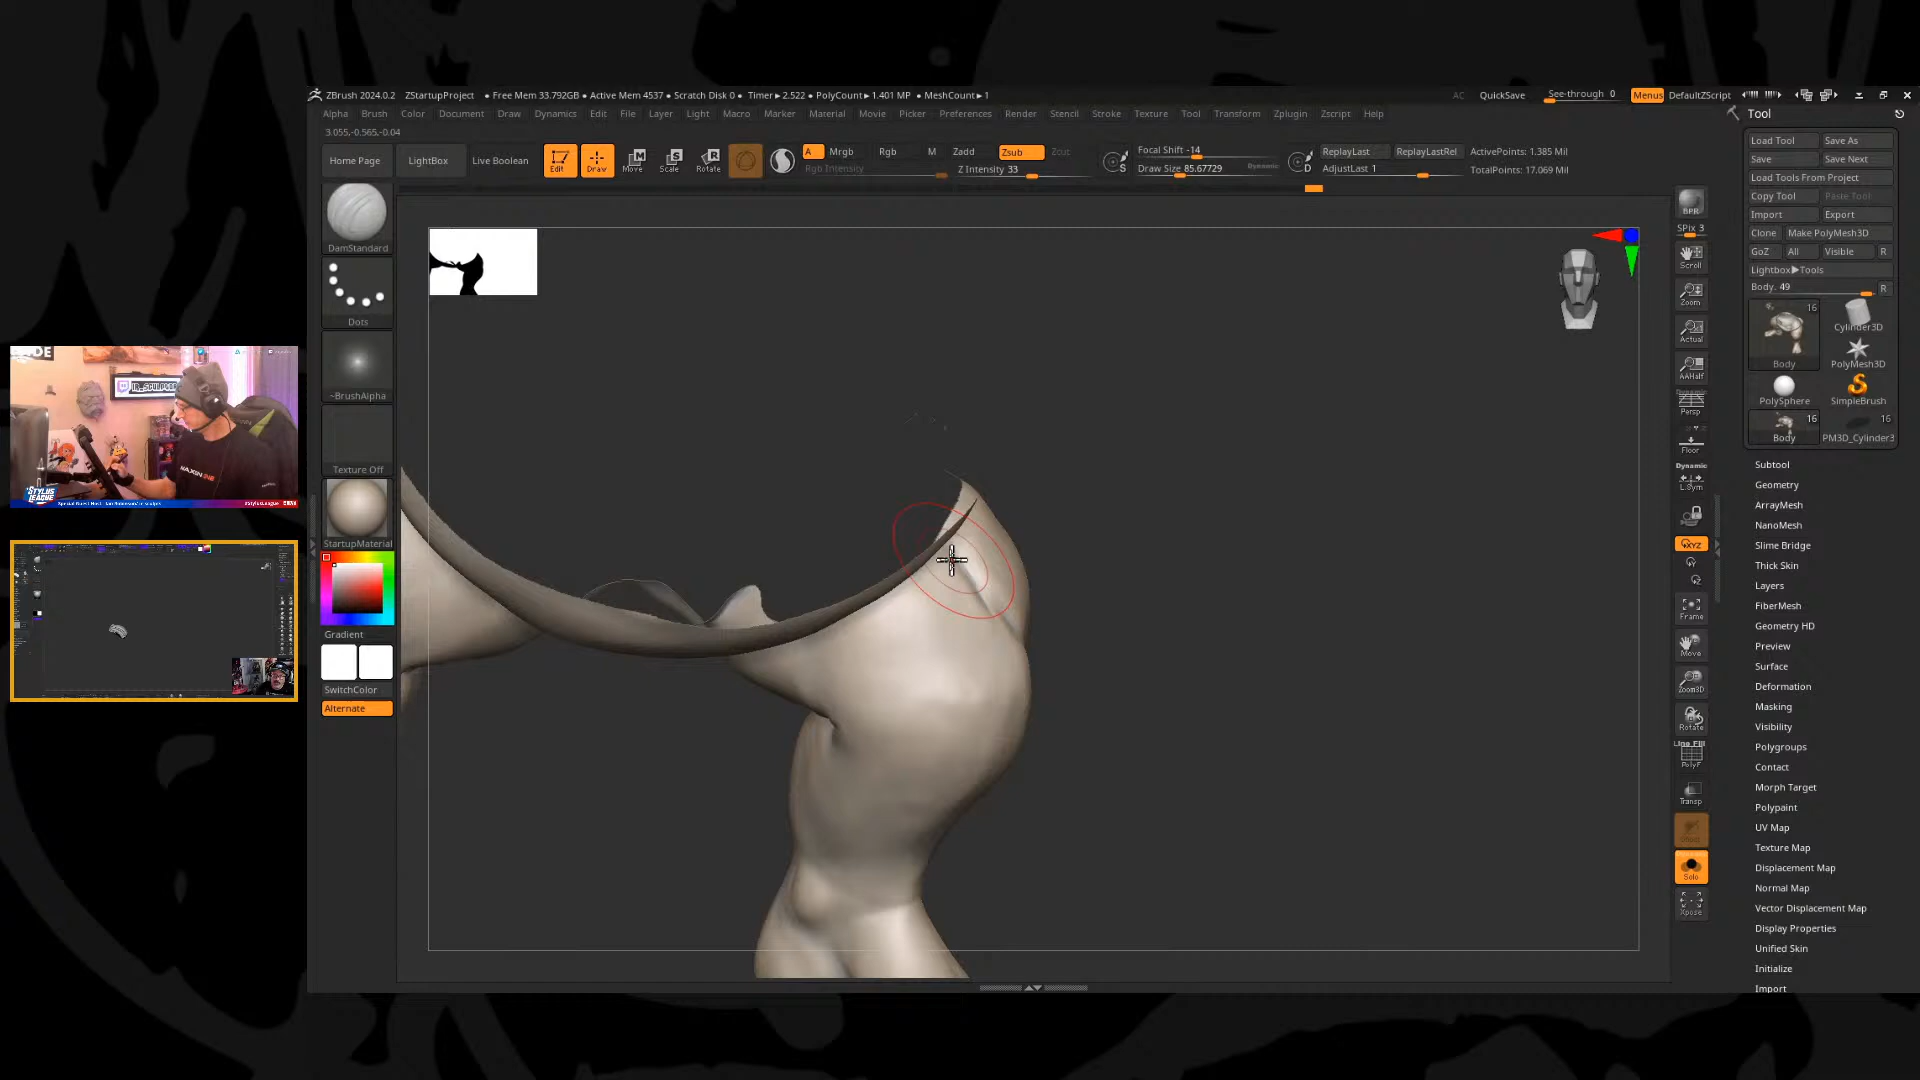 ZBrush 2024.0.2 ZStartupProject • Free Mem 33.792GB • Active Mem 4537 • Scratch Disk 0 • Timer►2.522 • PolyCount►1.401 MP • MeshCount►1
AC QuickSave See-through 0 Menus DefaultZScript
Alpha Brush Color Document Draw Dynamics Edit File Layer Light Macro Marker Material Movie Picker Preferences Render Stencil Stroke Texture Tool Transform Zplugin Zscript Help
3.055,-0.565,-0.04
Home Page LightBox Live Boolean
Edit Draw Move Scale Rotate
A Mrgb Rgb M Zadd Zsub Zcut
Rgb Intensity Z Intensity 33
Focal Shift -14
Draw Size 85.67729 Dynamic
ReplayLast ReplayLastRel
AdjustLast 1
ActivePoints: 1.385 Mil
TotalPoints: 17.069 Mil
DamStandard
Dots
~BrushAlpha
Texture Off
StartupMaterial
Gradient
SwitchColor
Alternate
BPR
SPix 3
Scroll
Zoom
Actual
AAHalf
Dynamic
Persp
Floor
Dynamic
L.Sym
XYZ
Frame
Move
Zoom3D
Rotate
Line Fill
PolyF
Transp
Solo
Xpose
Tool
Load Tool Save As
Save Save Next
Load Tools From Project
Copy Tool Paste Tool
Import Export
Clone Make PolyMesh3D
GoZ All Visible R
Lightbox►Tools
Body. 49 R
16
Body
Cylinder3D
PolyMesh3D
PolySphere
SimpleBrush
16
Body
16
PM3D_Cylinder3
Subtool
Geometry
ArrayMesh
NanoMesh
Slime Bridge
Thick Skin
Layers
FiberMesh
Geometry HD
Preview
Surface
Deformation
Masking
Visibility
Polygroups
Contact
Morph Target
Polypaint
UV Map
Texture Map
Displacement Map
Normal Map
Vector Displacement Map
Display Properties
Unified Skin
Initialize
Import
STYLUS
LEAGUE
#StylusLeague